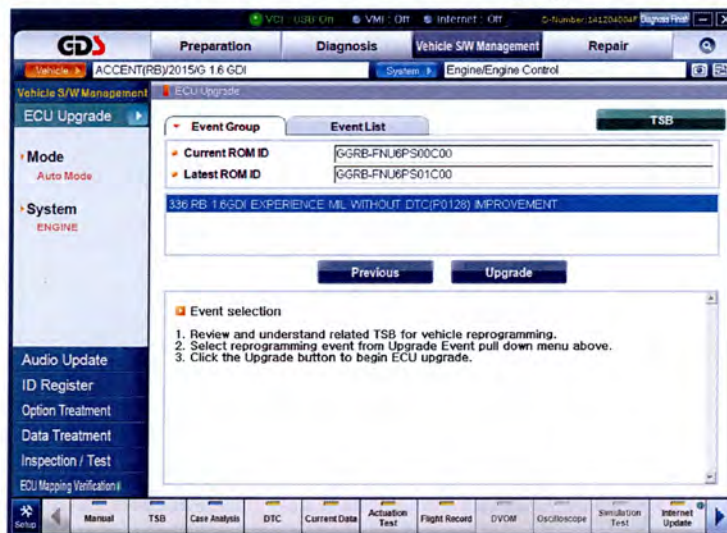 VCI : USB On VMI : Off Internet : Off G-Number:141204004F Diagnosis Finish
GDS Preparation Diagnosis Vehicle S/W Management Repair
Vehicle ACCENT(RB)/2015/G 1.6 GDI System Engine/Engine Control
Vehicle S/W Management
ECU Upgrade
ECU Upgrade
TSB
Event Group Event List
Mode
Auto Mode
System
ENGINE
Current ROM ID GGRB-FNU6PS00C00
Latest ROM ID GGRB-FNU6PS01C00
336.RB 1.6GDI EXPERIENCE MIL WITHOUT DTC(P0128) IMPROVEMENT
Previous Upgrade
Event selection
1. Review and understand related TSB for vehicle reprogramming.
2. Select reprogramming event from Upgrade Event pull down menu above.
3. Click the Upgrade button to begin ECU upgrade.
Audio Update
ID Register
Option Treatment
Data Treatment
Inspection / Test
ECU Mapping Verification
Setup Manual TSB Case Analysis DTC Current Data Actuation Test Flight Record DVOM Oscilloscope Simulation Test Internet Update